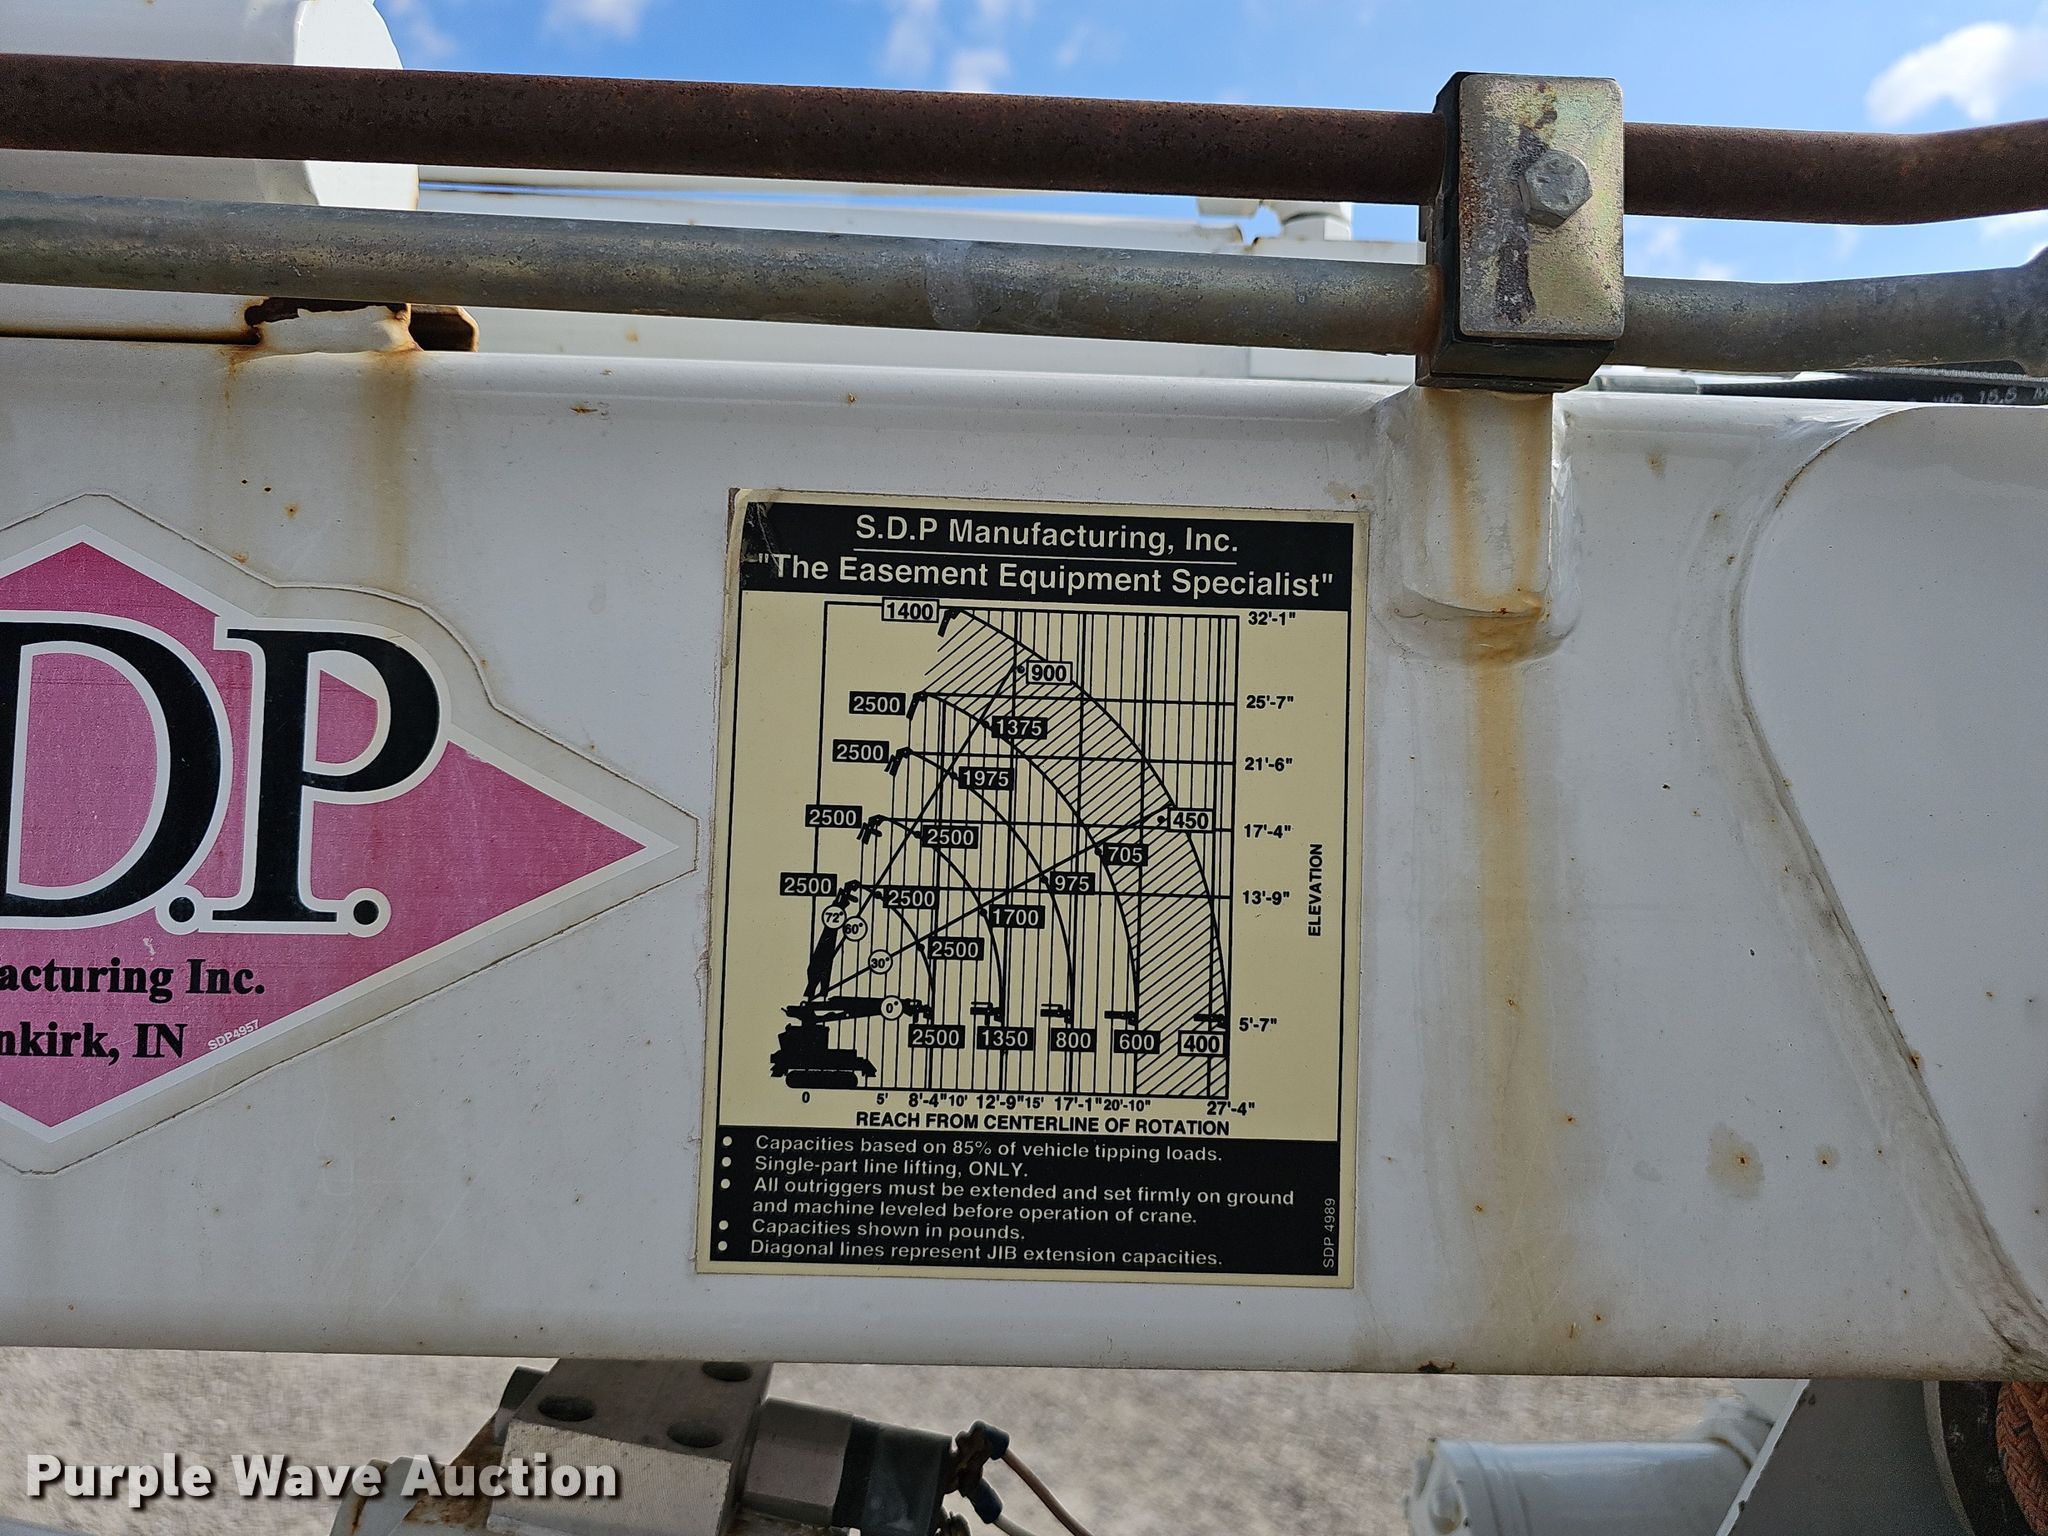 WG 15.5 M
S.D.P Manufacturing, Inc.
"The Easement Equipment Specialist"
1400
32'-1"
900
2500
25'-7"
1375
2500
21'-6"
1975
2500
2500
450
17'-4"
705
2500
2500
975
13'-9"
72°
60°
1700
ELEVATION
30°
2500
0°
5'-7"
2500 1350 800 600 400
0 5' 8'-4" 10' 12'-9" 15' 17'-1" 20'-10" 27'-4"
REACH FROM CENTERLINE OF ROTATION
• Capacities based on 85% of vehicle tipping loads.
• Single-part line lifting, ONLY.
• All outriggers must be extended and set firmly on ground
and machine leveled before operation of crane.
• Capacities shown in pounds.
• Diagonal lines represent JIB extension capacities.
SDP 4989
.D.P.
acturing Inc.
nkirk, IN
SDP4957
Purple Wave Auction